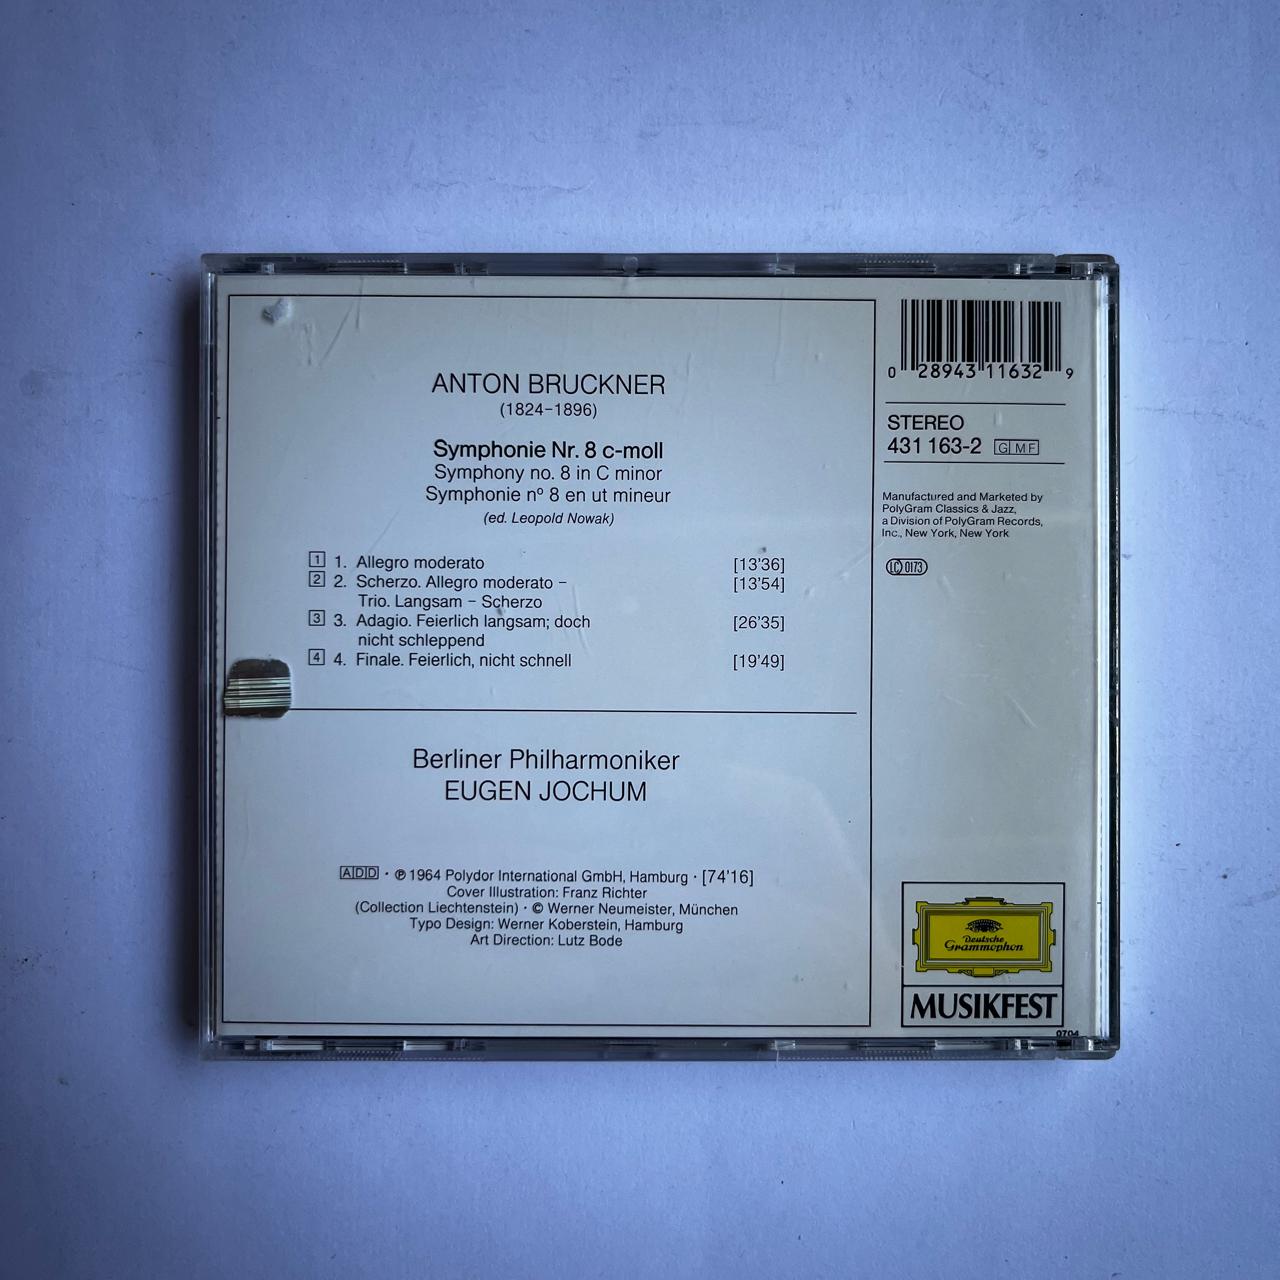 ANTON BRUCKNER
(1824–1896)
Symphonie Nr. 8 c-moll
Symphony no. 8 in C minor
Symphonie nº 8 en ut mineur
(ed. Leopold Nowak)
1 1. Allegro moderato [13'36]
2 2. Scherzo. Allegro moderato – [13'54]
Trio. Langsam – Scherzo
3 3. Adagio. Feierlich langsam; doch [26'35]
nicht schleppend
4 4. Finale. Feierlich, nicht schnell [19'49]
Berliner Philharmoniker
EUGEN JOCHUM
ADD · ℗ 1964 Polydor International GmbH, Hamburg · [74'16]
Cover Illustration: Franz Richter
(Collection Liechtenstein) · © Werner Neumeister, München
Typo Design: Werner Koberstein, Hamburg
Art Direction: Lutz Bode
0 28943 11632 9
STEREO
431 163-2 GMF
Manufactured and Marketed by
PolyGram Classics & Jazz,
a Division of PolyGram Records,
Inc., New York, New York
LC 0173
Deutsche
Grammophon
MUSIKFEST